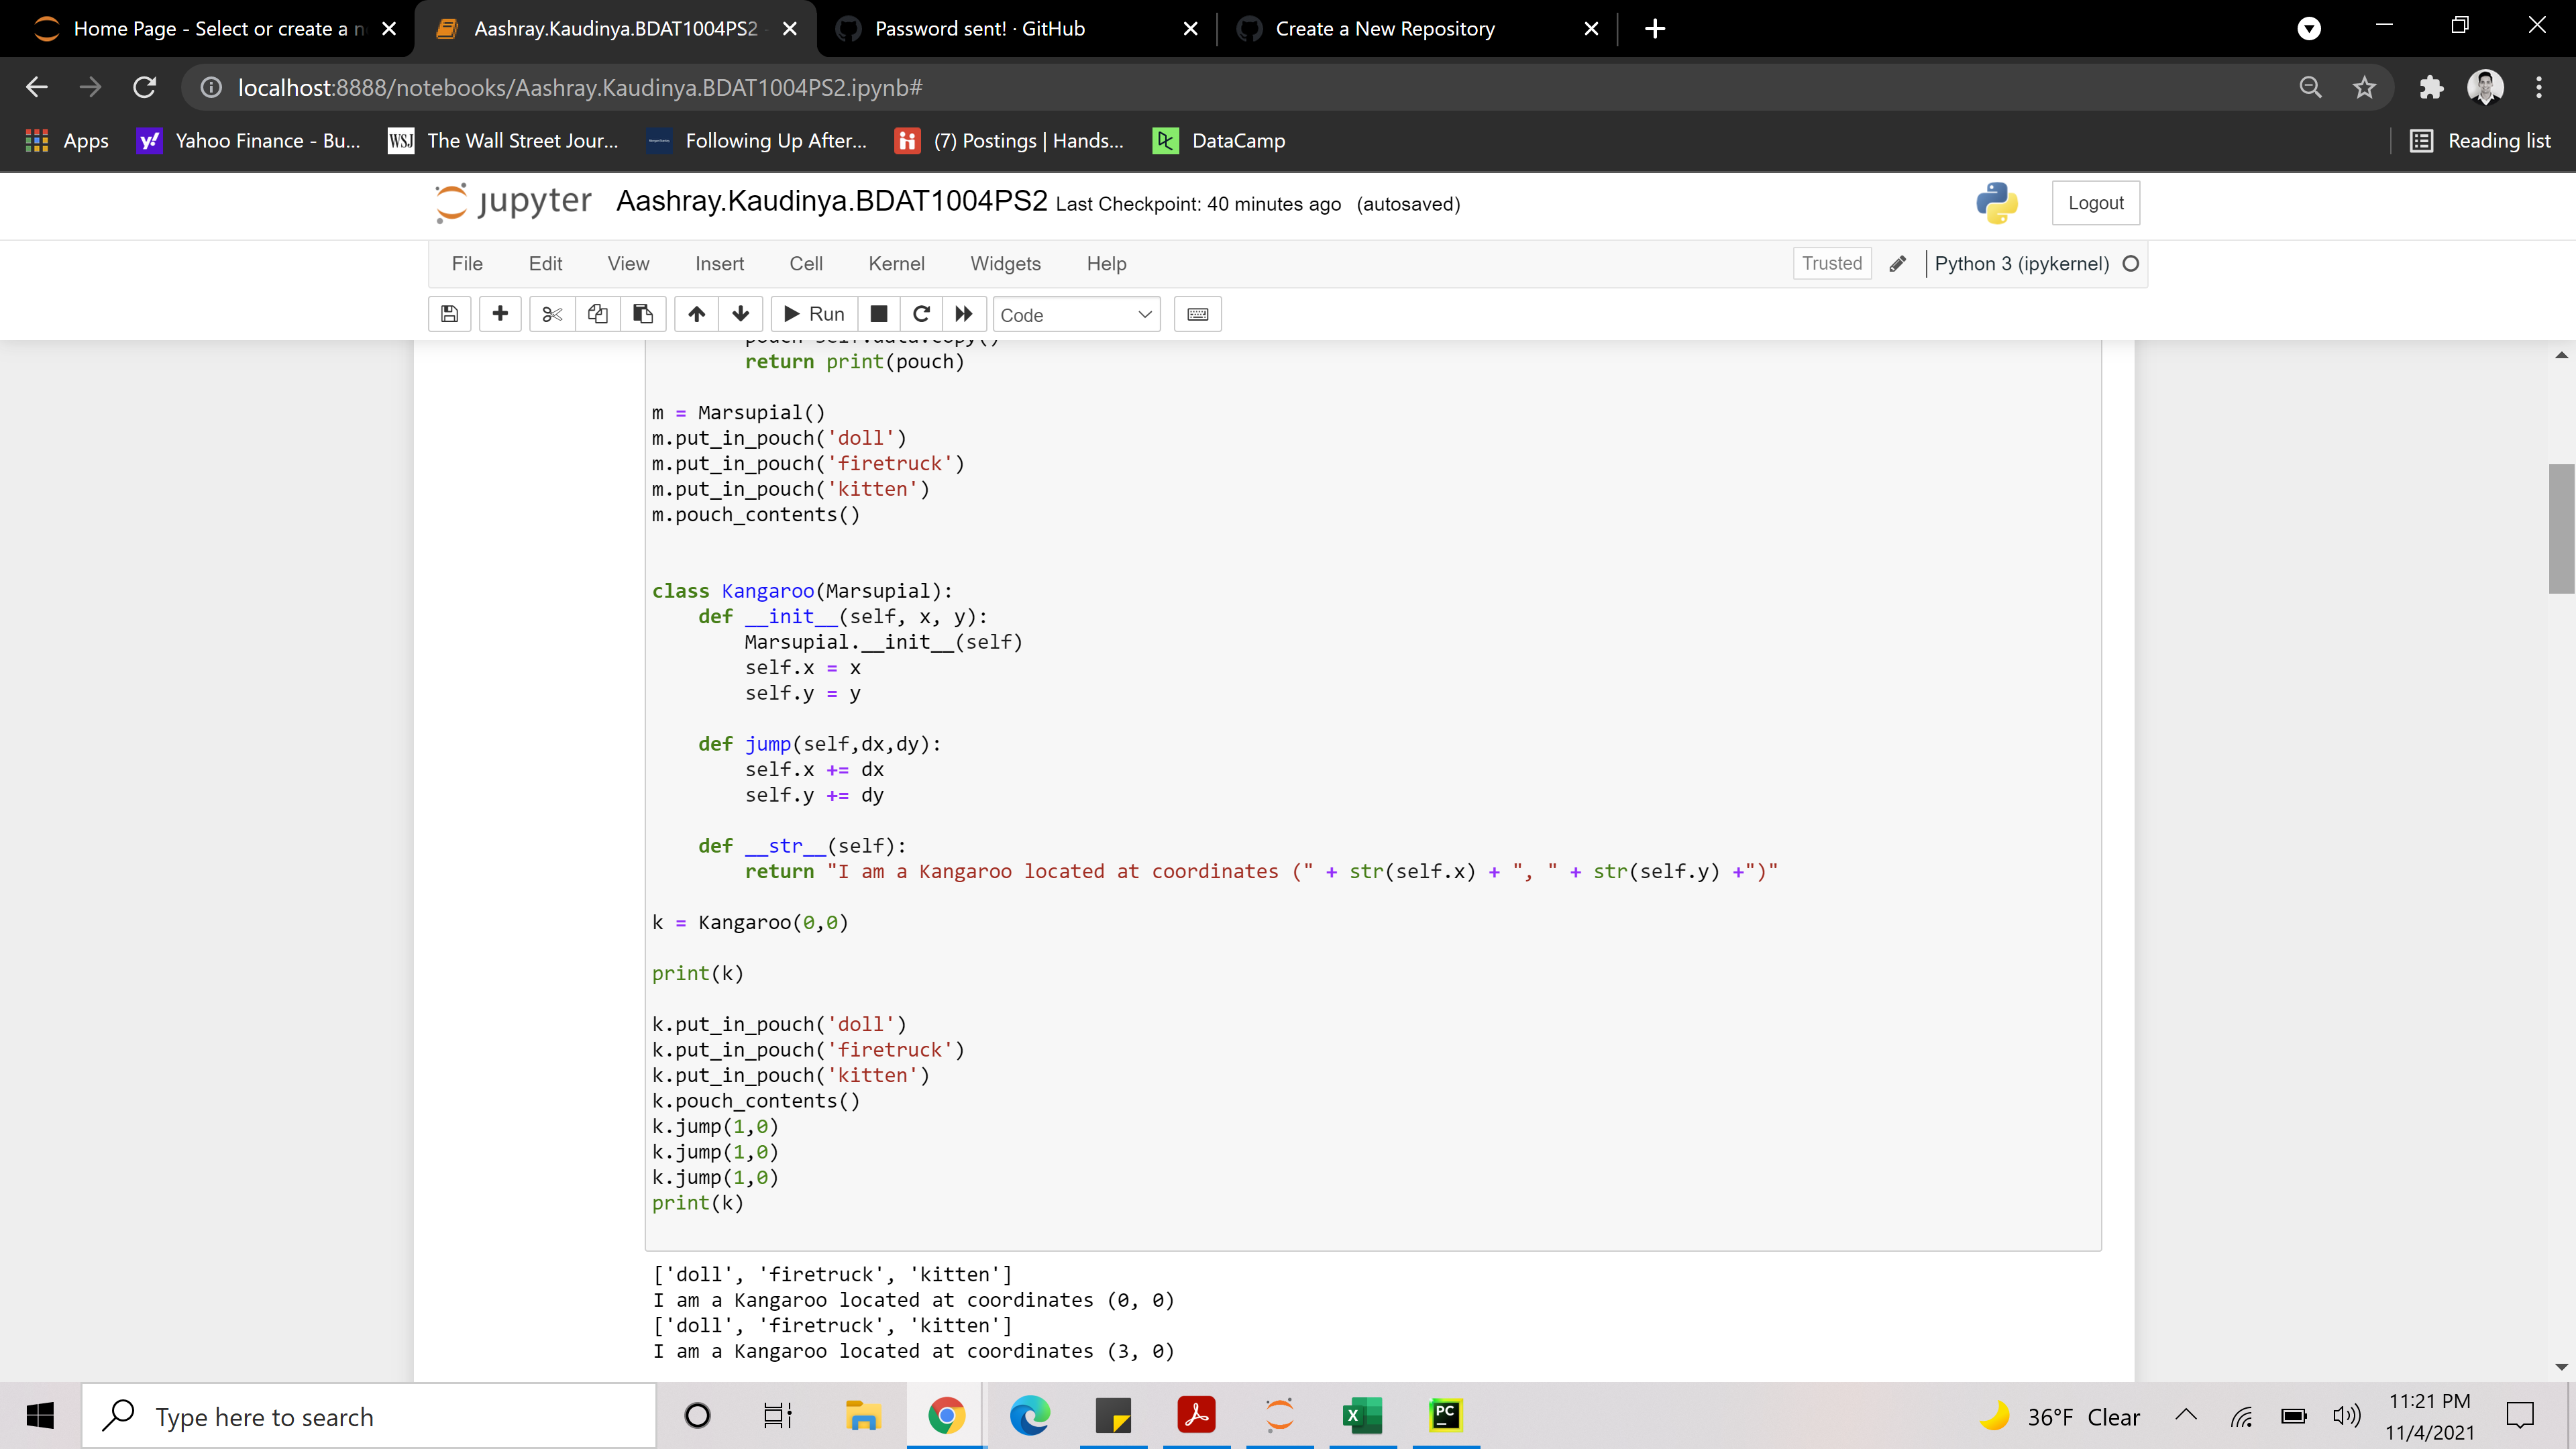 Home Page - Select or create a n
Aashray.Kaudinya.BDAT1004PS2 -
Password sent! · GitHub
Create a New Repository
localhost:8888/notebooks/Aashray.Kaudinya.BDAT1004PS2.ipynb#
Apps
Yahoo Finance - Bu...
WSJ The Wall Street Jour...
Following Up After...
(7) Postings | Hands...
DataCamp
Reading list
jupyter Aashray.Kaudinya.BDAT1004PS2 Last Checkpoint: 40 minutes ago (autosaved)
Logout
File Edit View Insert Cell Kernel Widgets Help
Trusted
Python 3 (ipykernel)
Run
Code
pouch=self.data.copy()
return print(pouch)
m = Marsupial()
m.put_in_pouch('doll')
m.put_in_pouch('firetruck')
m.put_in_pouch('kitten')
m.pouch_contents()
class Kangaroo(Marsupial):
def __init__(self, x, y):
Marsupial.__init__(self)
self.x = x
self.y = y
def jump(self,dx,dy):
self.x += dx
self.y += dy
def __str__(self):
return "I am a Kangaroo located at coordinates (" + str(self.x) + ", " + str(self.y) +")"
k = Kangaroo(0,0)
print(k)
k.put_in_pouch('doll')
k.put_in_pouch('firetruck')
k.put_in_pouch('kitten')
k.pouch_contents()
k.jump(1,0)
k.jump(1,0)
k.jump(1,0)
print(k)
['doll', 'firetruck', 'kitten']
I am a Kangaroo located at coordinates (0, 0)
['doll', 'firetruck', 'kitten']
I am a Kangaroo located at coordinates (3, 0)
Type here to search
PC
36°F Clear
11:21 PM
11/4/2021